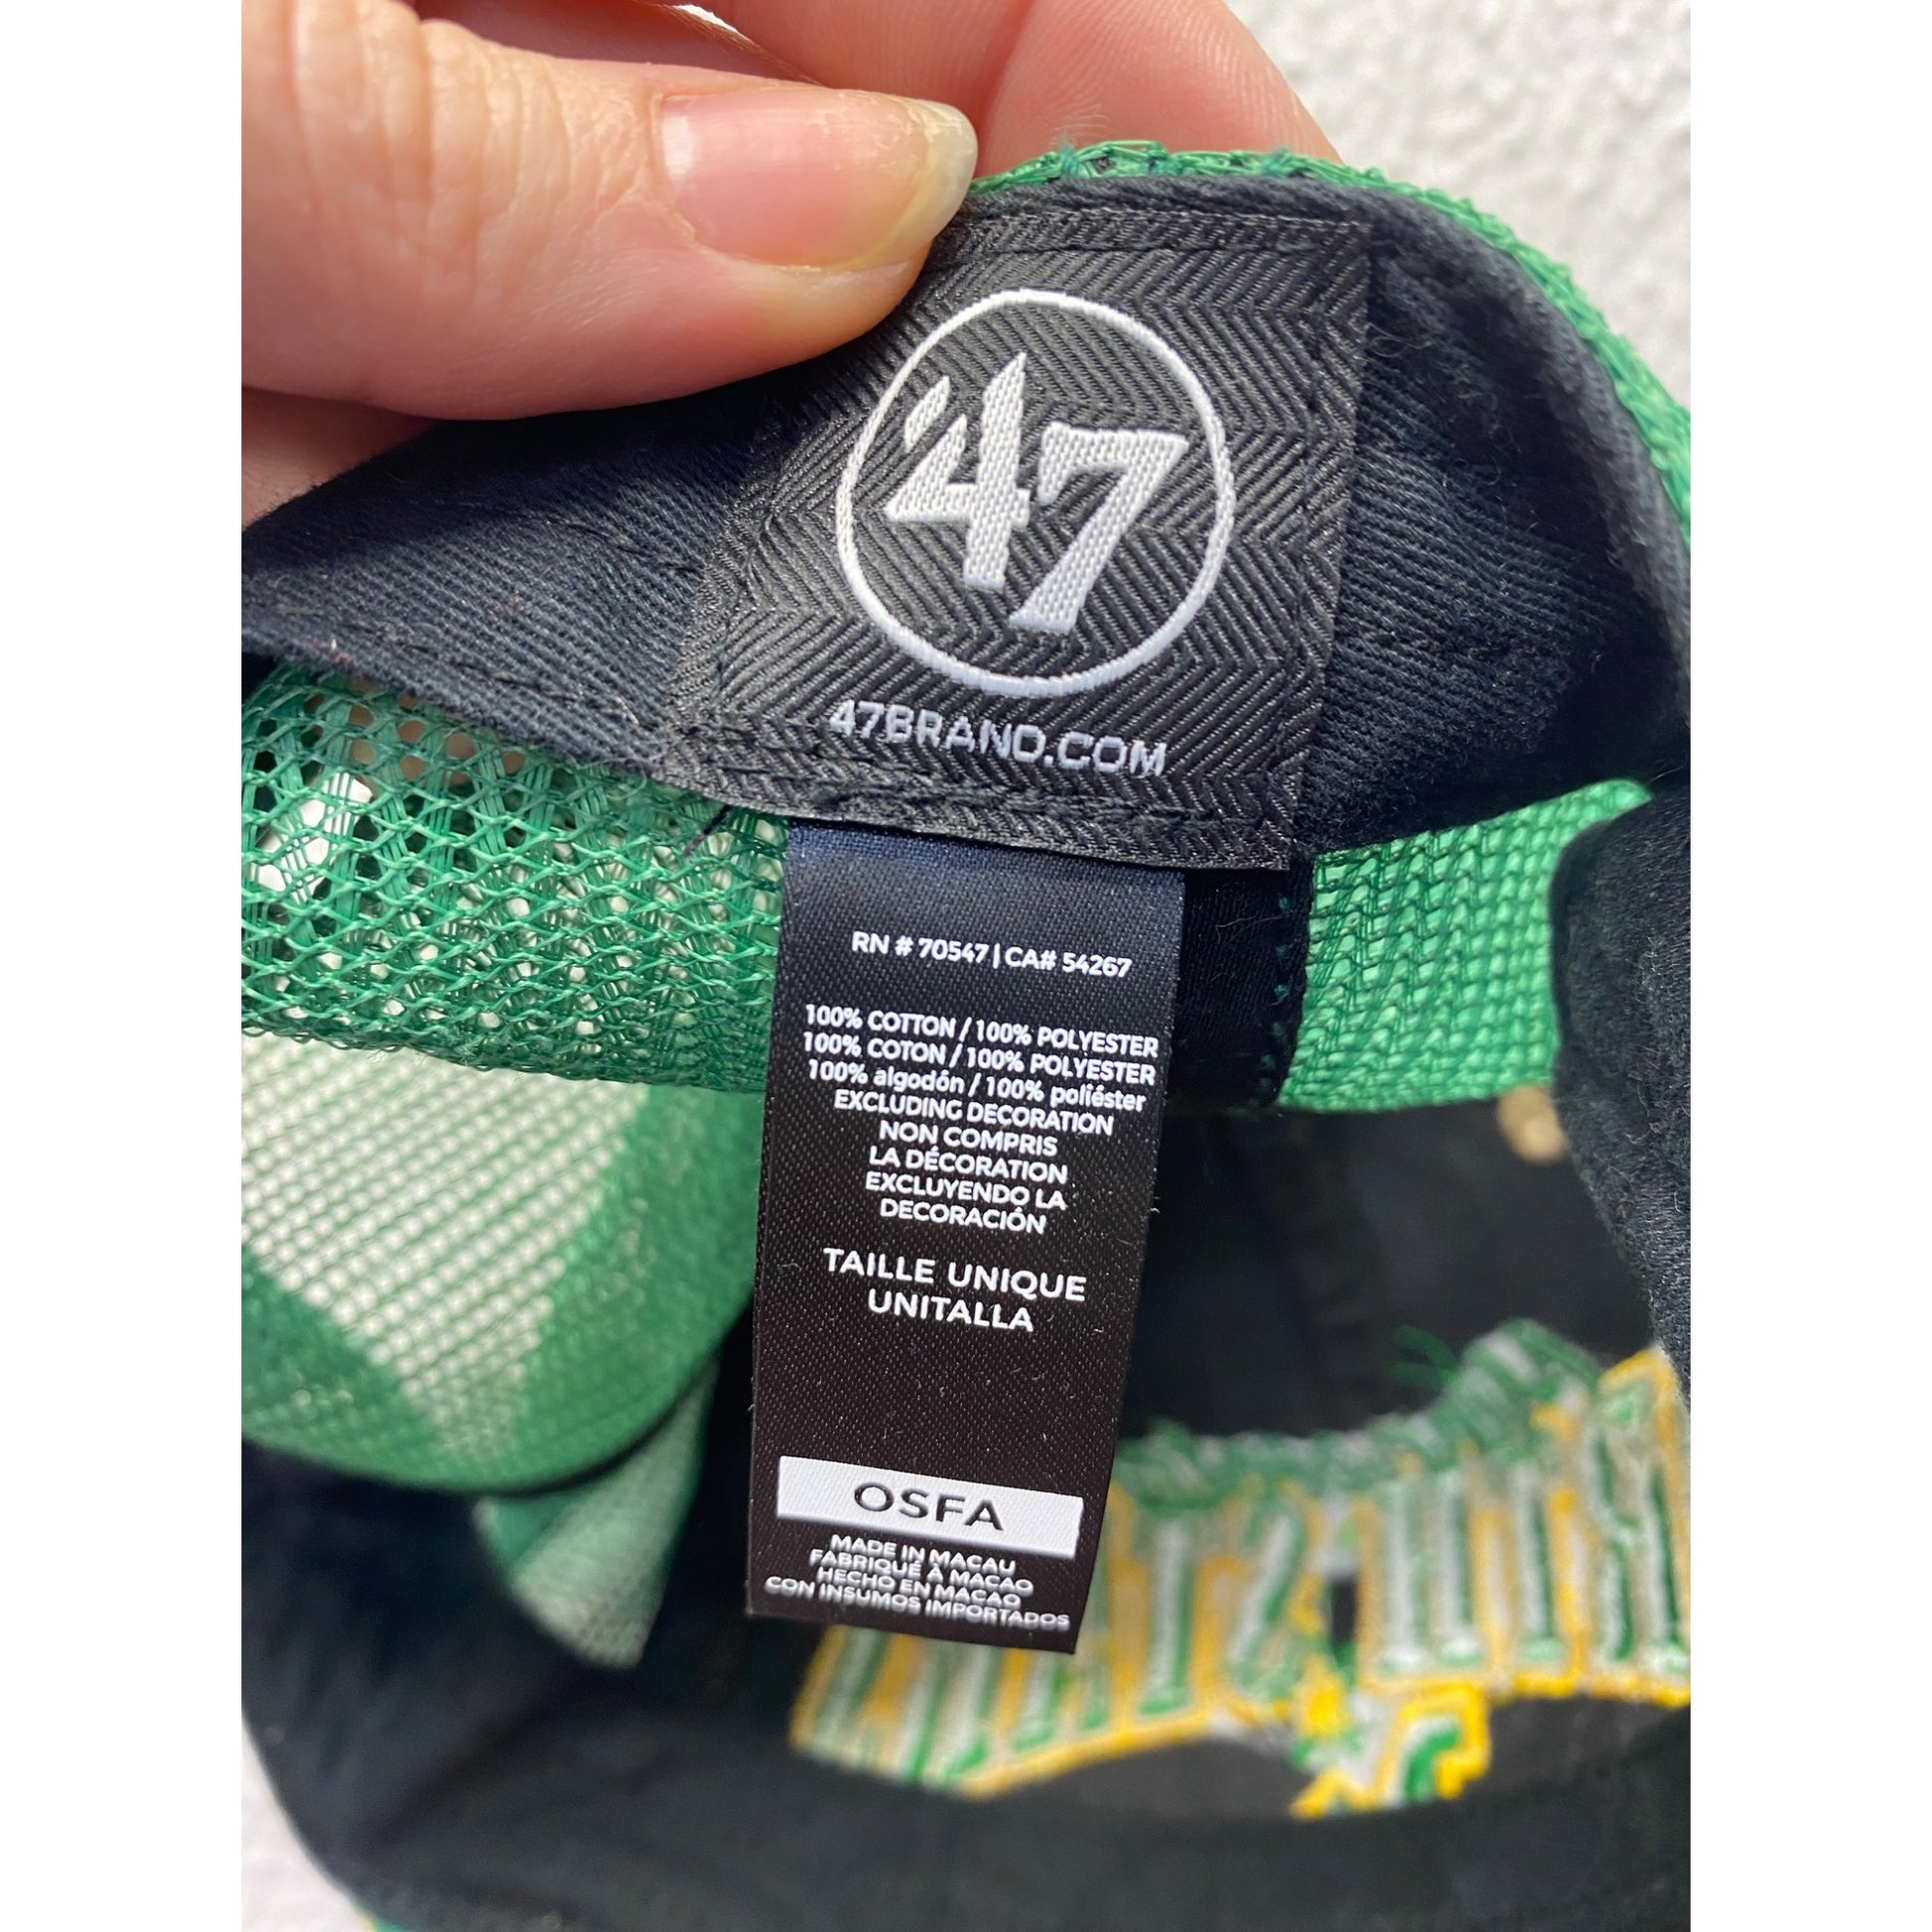 '47
47BRAND.COM
RN # 70547 | CA# 54267
100% COTTON / 100% POLYESTER
100% COTON / 100% POLYESTER
100% algodón / 100% poliéster
EXCLUDING DECORATION
NON COMPRIS
LA DÉCORATION
EXCLUYENDO LA
DECORACIÓN
TAILLE UNIQUE
UNITALLA
OSFA
MADE IN MACAU
FABRIQUÉ À MACAO
HECHO EN MACAO
CON INSUMOS IMPORTADOS